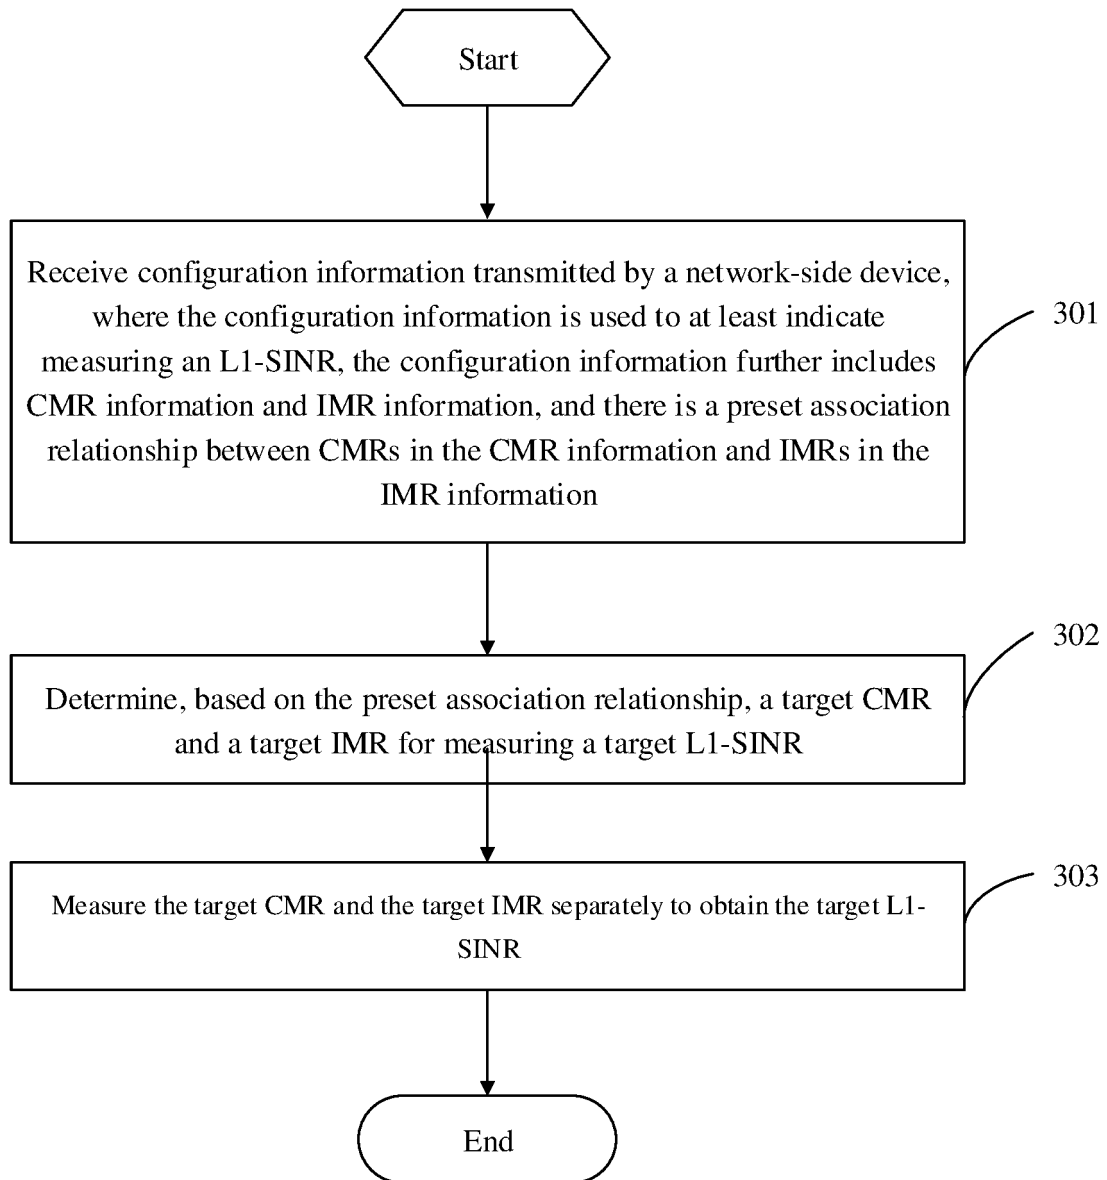 Start
Receive configuration information transmitted by a network-side device,
where the configuration information is used to at least indicate
measuring an L1-SINR, the configuration information further includes
CMR information and IMR information, and there is a preset association
relationship between CMRs in the CMR information and IMRs in the
IMR information
301
Determine, based on the preset association relationship, a target CMR
and a target IMR for measuring a target L1-SINR
302
Measure the target CMR and the target IMR separately to obtain the target L1-
SINR
303
End